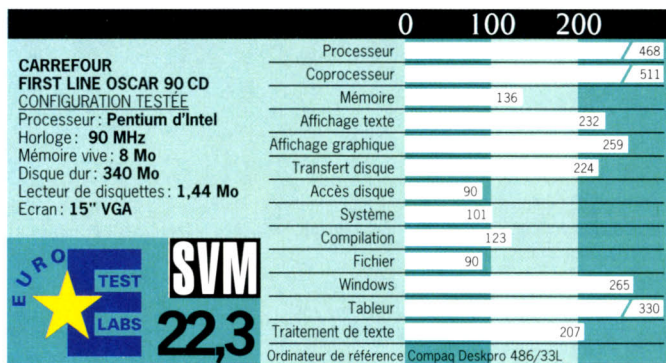 0 100 200
CARREFOUR
FIRST LINE OSCAR 90 CD
CONFIGURATION TESTÉE
Processeur : Pentium d'Intel
Horloge : 90 MHz
Mémoire vive : 8 Mo
Disque dur : 340 Mo
Lecteur de disquettes : 1,44 Mo
Ecran : 15" VGA
EURO
TEST
LABS
SVM
22,3
Processeur 468
Coprocesseur 511
Mémoire 136
Affichage texte 232
Affichage graphique 259
Transfert disque 224
Accès disque 90
Système 101
Compilation 123
Fichier 90
Windows 265
Tableur 330
Traitement de texte 207
Ordinateur de référence Compaq Deskpro 486/33L